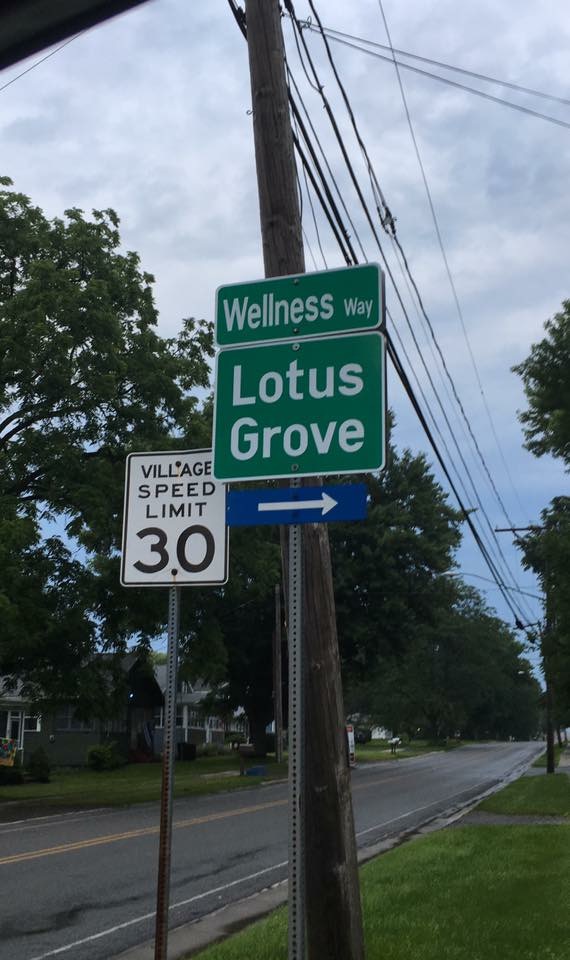 Wellness Way
Lotus
Grove
VILLAGE
SPEED
LIMIT
30